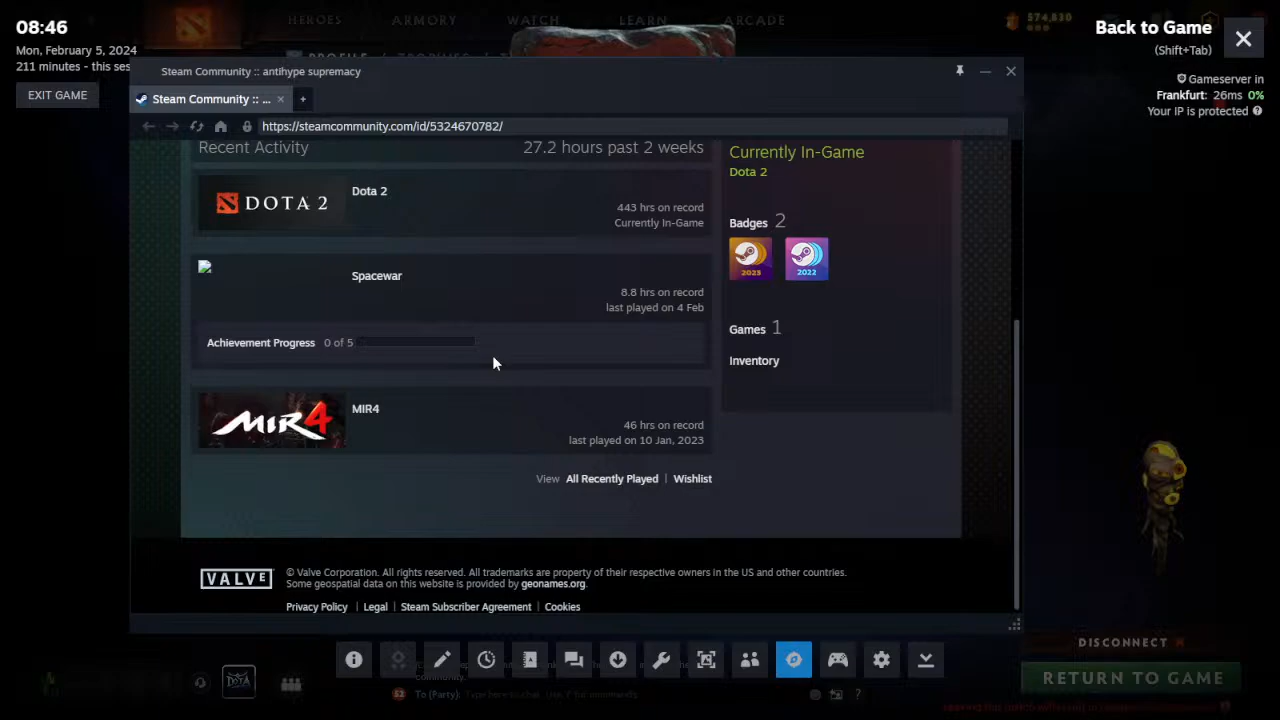 08:46
Mon, February 5, 2024
211 minutes - this ses
EXIT GAME
HEROES
ARMORY
WATCH
LEARN
ARCADE
574,830
Back to Game
(Shift+Tab)
Gameserver in
Frankfurt: 26ms 0%
Your IP is protected
PROFILE
Steam Community :: antihype supremacy
Steam Community :: ...
https://steamcommunity.com/id/5324670782/
Recent Activity
27.2 hours past 2 weeks
DOTA 2
Dota 2
443 hrs on record
Currently In-Game
Spacewar
8.8 hrs on record
last played on 4 Feb
Achievement Progress 0 of 5
MIR4
MIR4
46 hrs on record
last played on 10 Jan, 2023
View All Recently Played | Wishlist
Currently In-Game
Dota 2
Badges 2
2023
2022
Games 1
Inventory
VALVE
© Valve Corporation. All rights reserved. All trademarks are property of their respective owners in the US and other countries.
Some geospatial data on this website is provided by geonames.org.
Privacy Policy | Legal | Steam Subscriber Agreement | Cookies
community.
To (Party):
DOTA
DISCONNECT
RETURN TO GAME